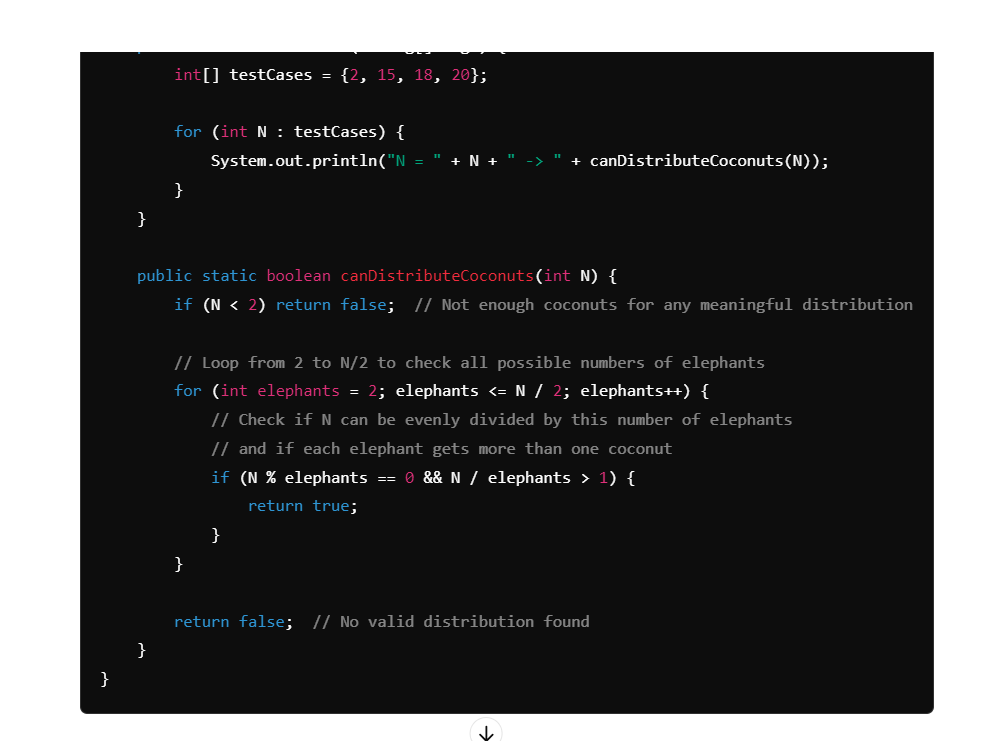 int[] testCases = {2, 15, 18, 20};
for (int N : testCases) {
System.out.println("N = " + N + " -> " + canDistributeCoconuts(N));
}
}
public static boolean canDistributeCoconuts(int N) {
if (N < 2) return false;  // Not enough coconuts for any meaningful distribution
// Loop from 2 to N/2 to check all possible numbers of elephants
for (int elephants = 2; elephants <= N / 2; elephants++) {
// Check if N can be evenly divided by this number of elephants
// and if each elephant gets more than one coconut
if (N % elephants == 0 && N / elephants > 1) {
return true;
}
}
return false;  // No valid distribution found
}
}